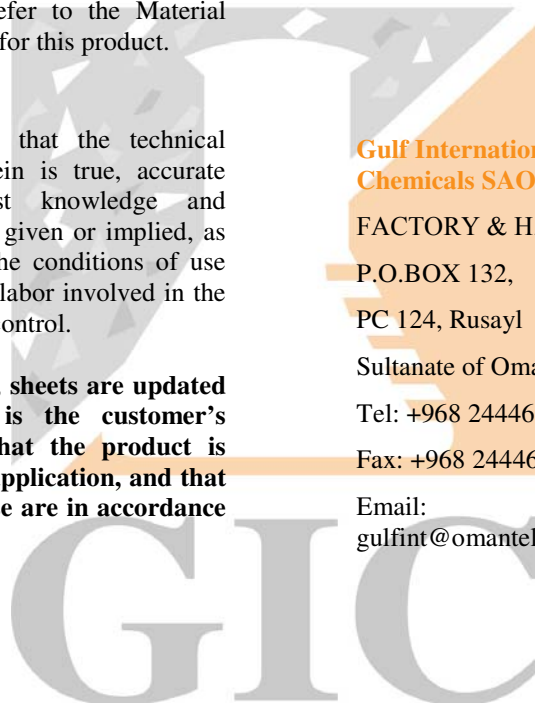 efer to the Material
for this product.
that the technical
ein is true, accurate
st knowledge and
given or implied, as
he conditions of use
labor involved in the
control.
sheets are updated
is the customer's
hat the product is
application, and that
se are in accordance
Gulf Internation
Chemicals SAO
FACTORY & H
P.O.BOX 132,
PC 124, Rusayl
Sultanate of Oma
Tel: +968 24446
Fax: +968 24446
Email:
gulfint@omantel
GIC